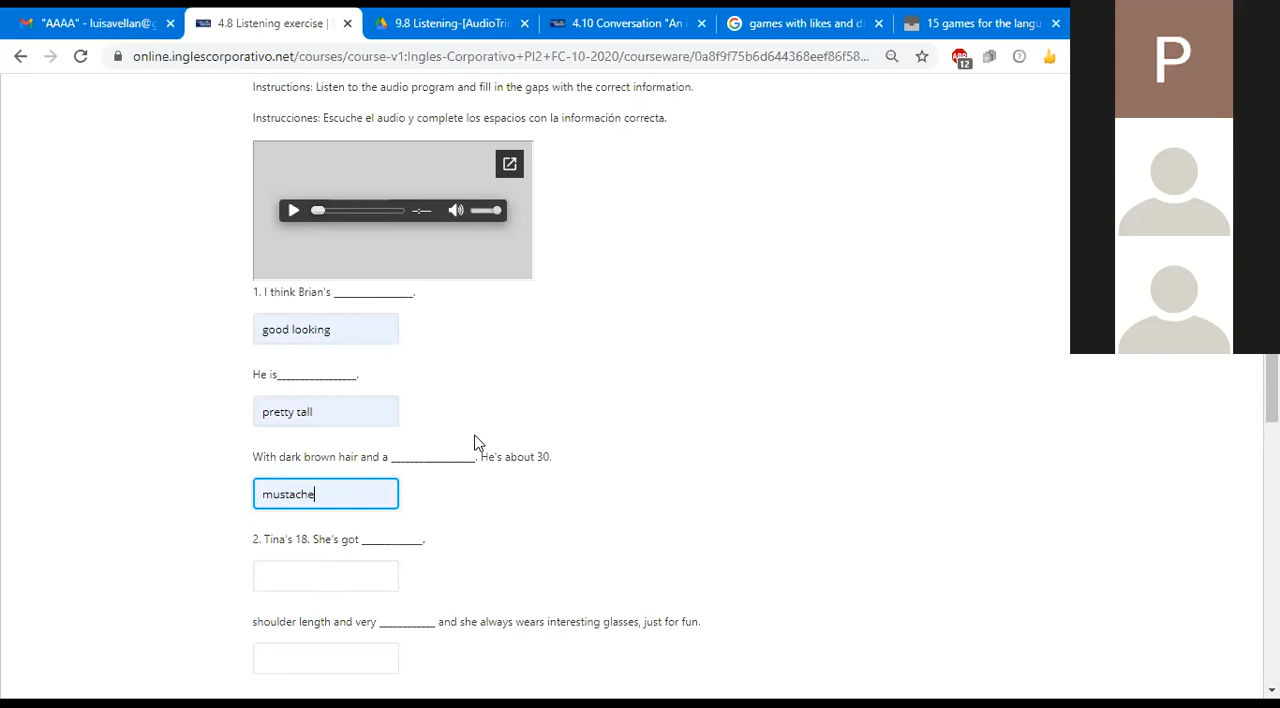 "AAAA" - luisavellan@g
4.8 Listening exercise |
9.8 Listening-[AudioTri
4.10 Conversation "An i
games with likes and d
15 games for the langu
online.inglescorporativo.net/courses/course-v1:Ingles-Corporativo+PI2+FC-10-2020/courseware/0a8f9f75b6d644368eef86f58...
12
Instructions: Listen to the audio program and fill in the gaps with the correct information.
Instrucciones: Escuche el audio y complete los espacios con la información correcta.
1. I think Brian's ________________.
good looking
He is________________.
pretty tall
With dark brown hair and a _________________. He's about 30.
mustache
2. Tina's 18. She's got ____________.
shoulder length and very ___________ and she always wears interesting glasses, just for fun.
P